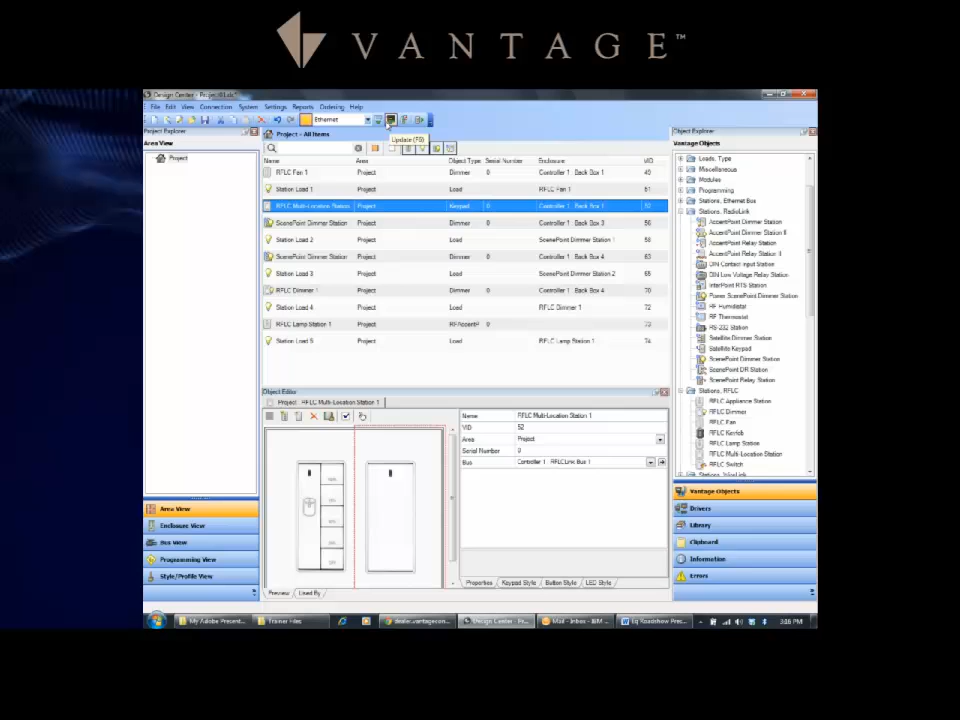 VANTAGE™
Design Center - Project01.dc*
File Edit View Connection System Settings Reports Ordering Help
Ethernet
Project Explorer
Area View
Project
Project - All Items
Update (F8)
Object Explorer
Vantage Objects
Name Area Object Type Serial Number Enclosure VID
RFLC Fan 1 Project Dimmer 0 Controller 1 Back Box 1 49
Station Load 1 Project Load RFLC Fan 1 51
RFLC Multi-Location Station Project Keypad 0 Controller 1 Back Box 1 52
ScenePoint Dimmer Station Project Dimmer 0 Controller 1 Back Box 3 56
Station Load 2 Project Load ScenePoint Dimmer Station 1 58
ScenePoint Dimmer Station Project Dimmer 0 Controller 1 Back Box 4 63
Station Load 3 Project Load ScenePoint Dimmer Station 2 65
RFLC Dimmer 1 Project Dimmer 0 Controller 1 Back Box 4 70
Station Load 4 Project Load RFLC Dimmer 1 72
RFLC Lamp Station 1 Project RFAccentP 0 73
Station Load 5 Project Load RFLC Lamp Station 1 74
Loads, Type
Miscellaneous
Modules
Programming
Stations, Ethernet Bus
Stations, RadioLink
AccentPoint Dimmer Station
AccentPoint Dimmer Station II
AccentPoint Relay Station
AccentPoint Relay Station II
DIN Contact Input Station
DIN Low Voltage Relay Station
InterPoint RTS Station
Power ScenePoint Dimmer Station
RF Humidistat
RF Thermostat
RS-232 Station
Satellite Dimmer Station
Satellite Keypad
ScenePoint Dimmer Station
ScenePoint DR Station
ScenePoint Relay Station
Stations, RFLC
RFLC Appliance Station
RFLC Dimmer
RFLC Fan
RFLC Keyfob
RFLC Lamp Station
RFLC Multi-Location Station
RFLC Switch
Object Editor
Project RFLC Multi-Location Station 1
Name RFLC Multi-Location Station 1
VID 52
Area Project
Serial Number 0
Bus Controller 1 - RFLCLink Bus 1
Properties Keypad Style Button Style LED Style
Preview Used By
Area View
Enclosure View
Bus View
Programming View
Style/Profile View
Vantage Objects
Drivers
Library
Clipboard
Information
Errors
My Adobe Present...
Trainer Files
dealer.vantagecon...
Design Center - Pr...
Mail - Inbox - IBM ...
Eq Roadshow Pres...